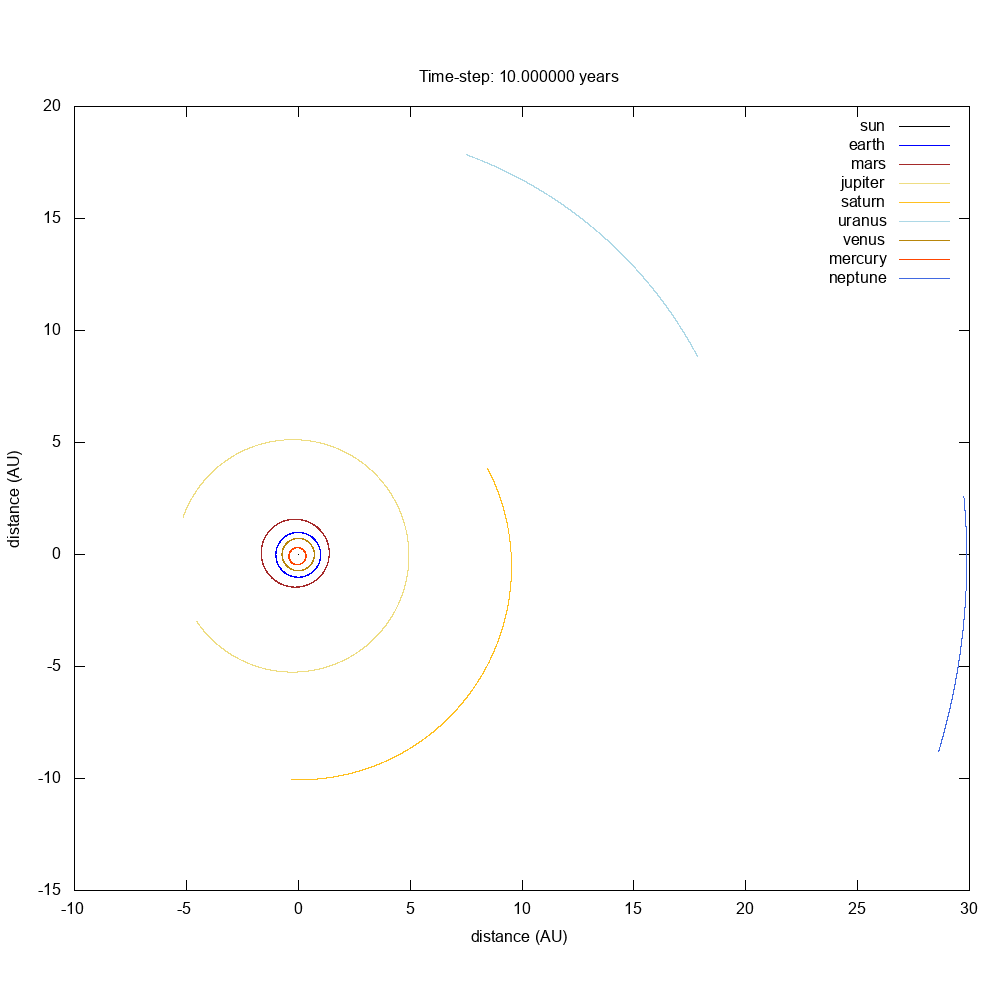 Time-step: 10.000000 years
20
15
10
5
0
-5
-10
-15
distance (AU)
sun
earth
mars
jupiter
saturn
uranus
venus
mercury
neptune
-10 -5 0 5 10 15 20 25 30
distance (AU)